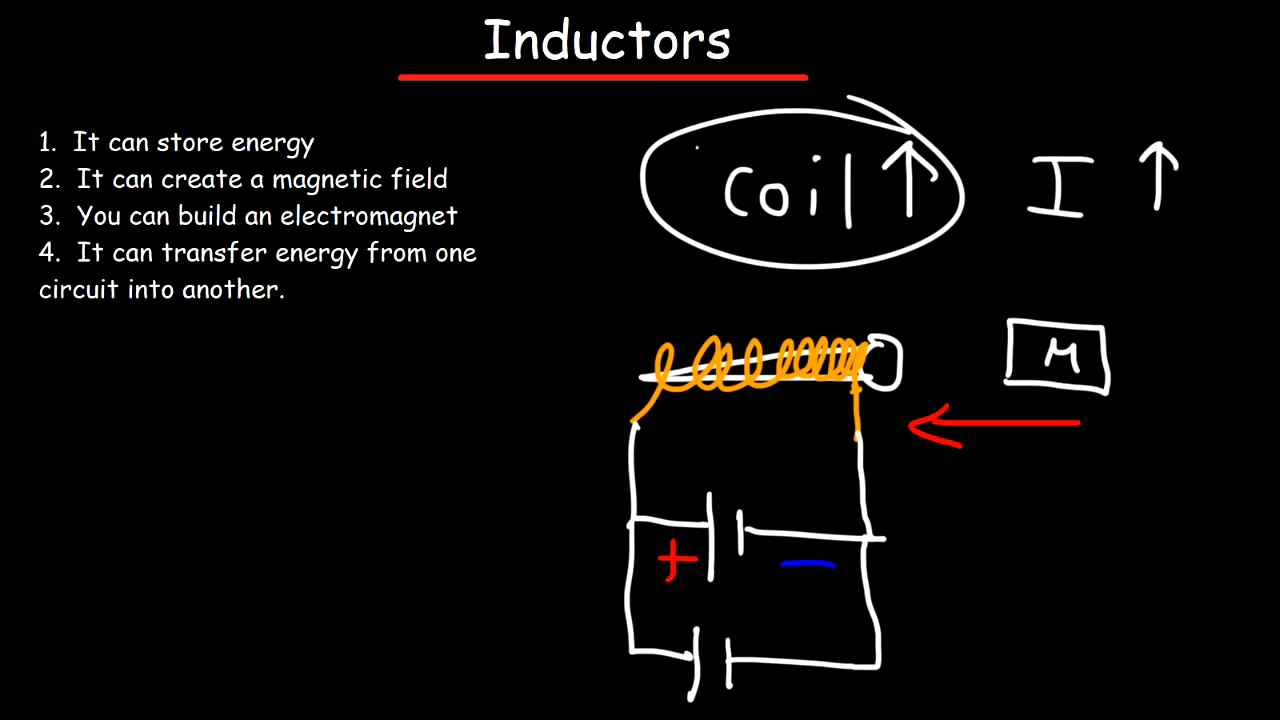 Inductors
1. It can store energy
2. It can create a magnetic field
3. You can build an electromagnet
4. It can transfer energy from one
circuit into another.
Coil ↑ I ↑
M
+ −